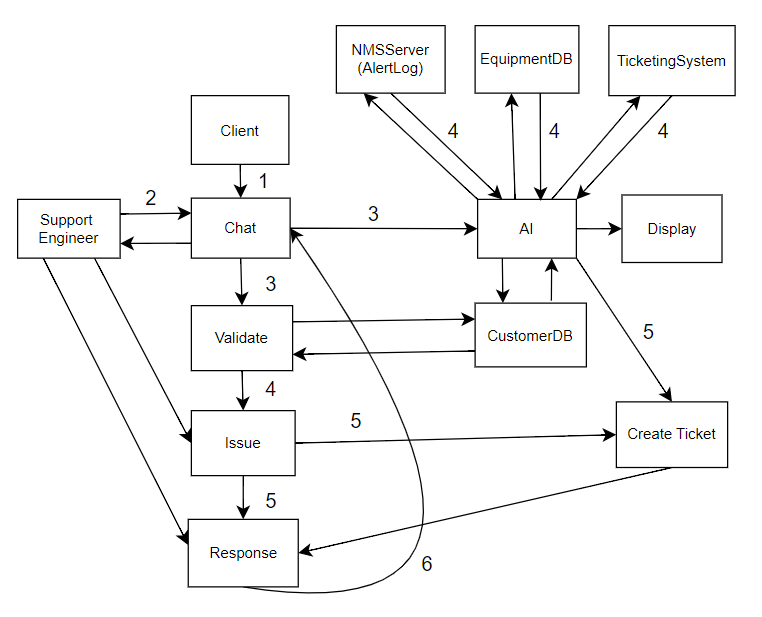 NMSServer
(AlertLog)
EquipmentDB
TicketingSystem
4
4
4
Client
1
2
3
Support
Engineer
Chat
AI
Display
3
Validate
CustomerDB
5
4
Issue
5
Create Ticket
5
Response
6